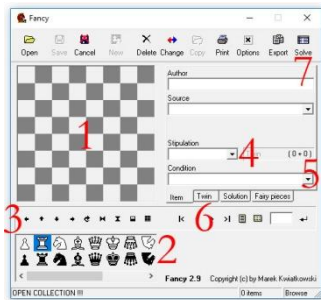 Fancy
Open Save Cancel New Delete Change Copy Print Options Export Solve
7
Author
Source
1
Stipulation
4 (0+0)
Condition
5
Item Twin Solution Fairy pieces
3 6
2
Fancy 2.9 Copyright (c) by Marek Kwiatkowski
OPEN COLLECTION !!! 0 items Browse